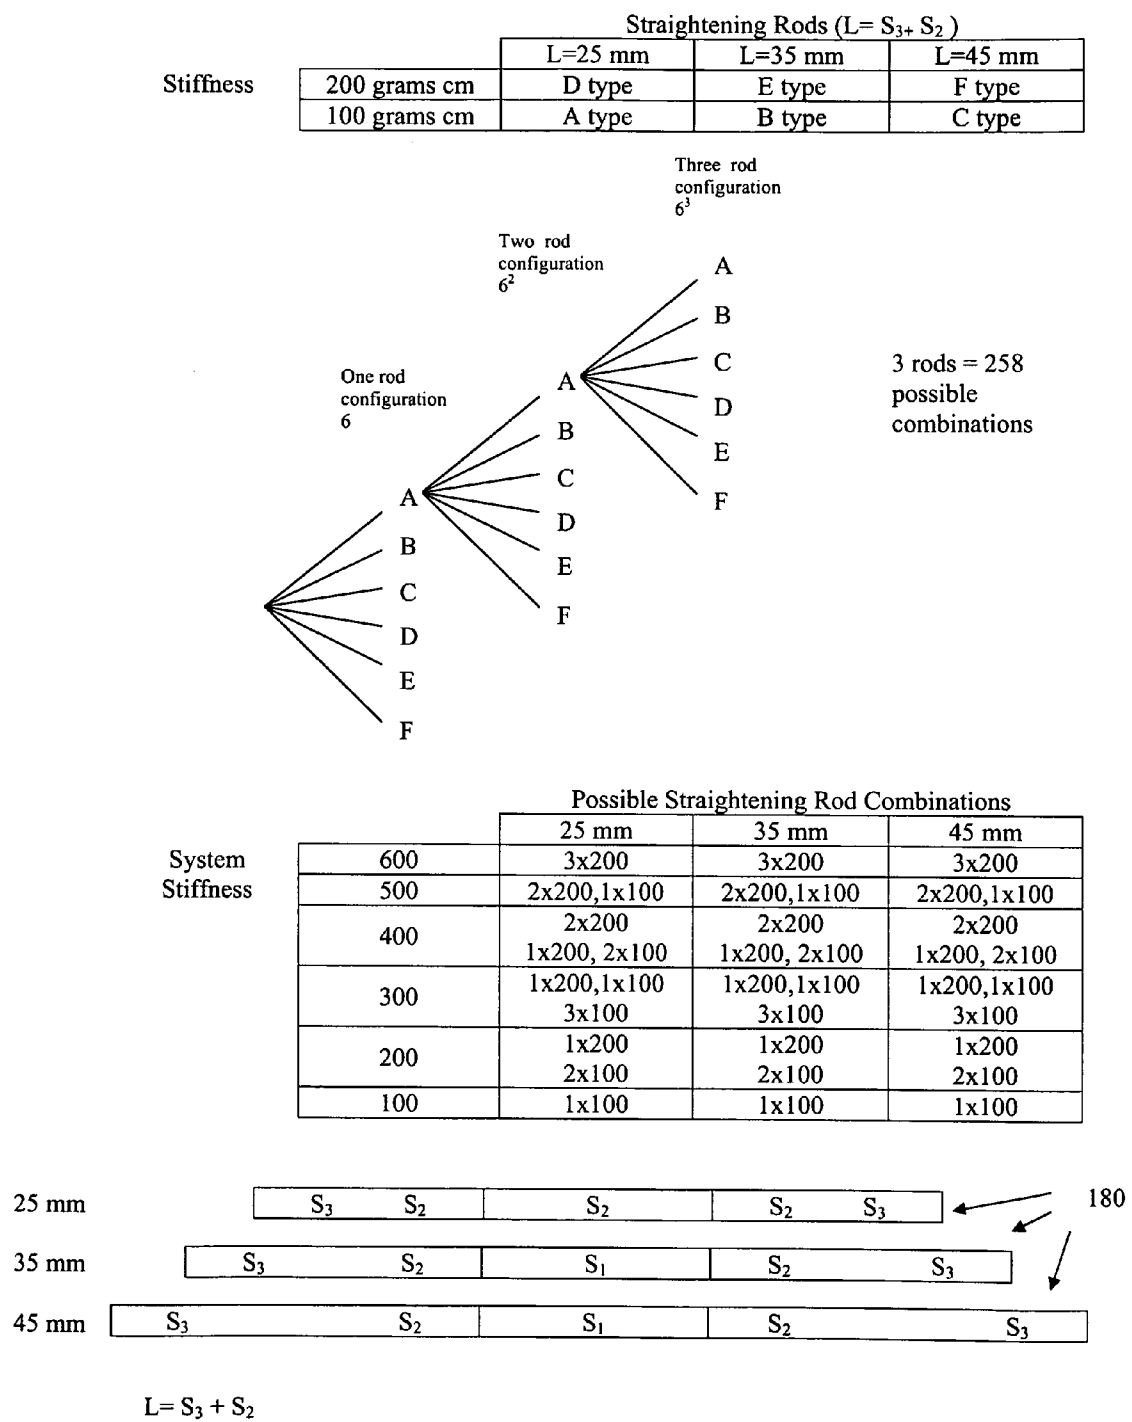 Straightening Rods (L= S3+ S2 )
L=25 mm L=35 mm L=45 mm
Stiffness 200 grams cm D type E type F type
100 grams cm A type B type C type
Three rod
configuration
6³
Two rod
configuration
6²
One rod
configuration
6
A
B
C
D
E
F
A
B
C
D
E
F
A
B
C
D
E
F
3 rods = 258
possible
combinations
Possible Straightening Rod Combinations
25 mm 35 mm 45 mm
System
Stiffness
600 3x200 3x200 3x200
500 2x200,1x100 2x200,1x100 2x200,1x100
400
2x200 2x200 2x200
1x200, 2x100 1x200, 2x100 1x200, 2x100
300
1x200,1x100 1x200,1x100 1x200,1x100
3x100 3x100 3x100
200
1x200 1x200 1x200
2x100 2x100 2x100
100 1x100 1x100 1x100
25 mm S3 S2 S2 S2 S3 180
35 mm S3 S2 S1 S2 S3
45 mm S3 S2 S1 S2 S3
L= S3 + S2